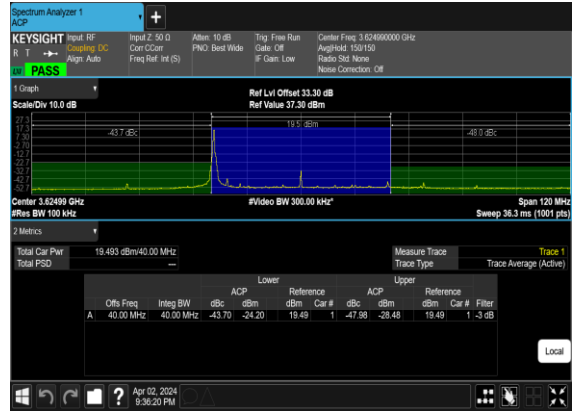 Spectrum Analyzer 1
ACP
+
KEYSIGHT
R T
LXI
PASS
Input: RF
Coupling: DC
Align: Auto
Input Z: 50 Ω
Corr CCorr
Freq Ref: Int (S)
Atten: 10 dB
PNO: Best Wide
Trig: Free Run
Gate: Off
IF Gain: Low
Center Freq: 3.624990000 GHz
Avg|Hold: 150/150
Radio Std: None
Noise Correction: Off
1 Graph
Scale/Div 10.0 dB
Ref Lvl Offset 33.30 dB
Ref Value 37.30 dBm
27.3
17.3
7.30
-2.70
-12.7
-22.7
-32.7
-42.7
-52.7
-43.7 dBc
19.5 dBm
-48.0 dBc
Center 3.62499 GHz
#Res BW 100 kHz
#Video BW 300.00 kHz*
Span 120 MHz
Sweep 36.3 ms (1001 pts)
2 Metrics
Total Car Pwr 19.493 dBm/40.00 MHz
Total PSD ---
Measure Trace Trace 1
Trace Type Trace Average (Active)
Lower Upper
ACP Reference ACP Reference
Offs Freq Integ BW dBc dBm dBm Car # dBc dBm dBm Car # Filter
A 40.00 MHz 40.00 MHz -43.70 -24.20 19.49 1 -47.98 -28.48 19.49 1 -3 dB
Local
?
Apr 02, 2024
9:36:20 PM